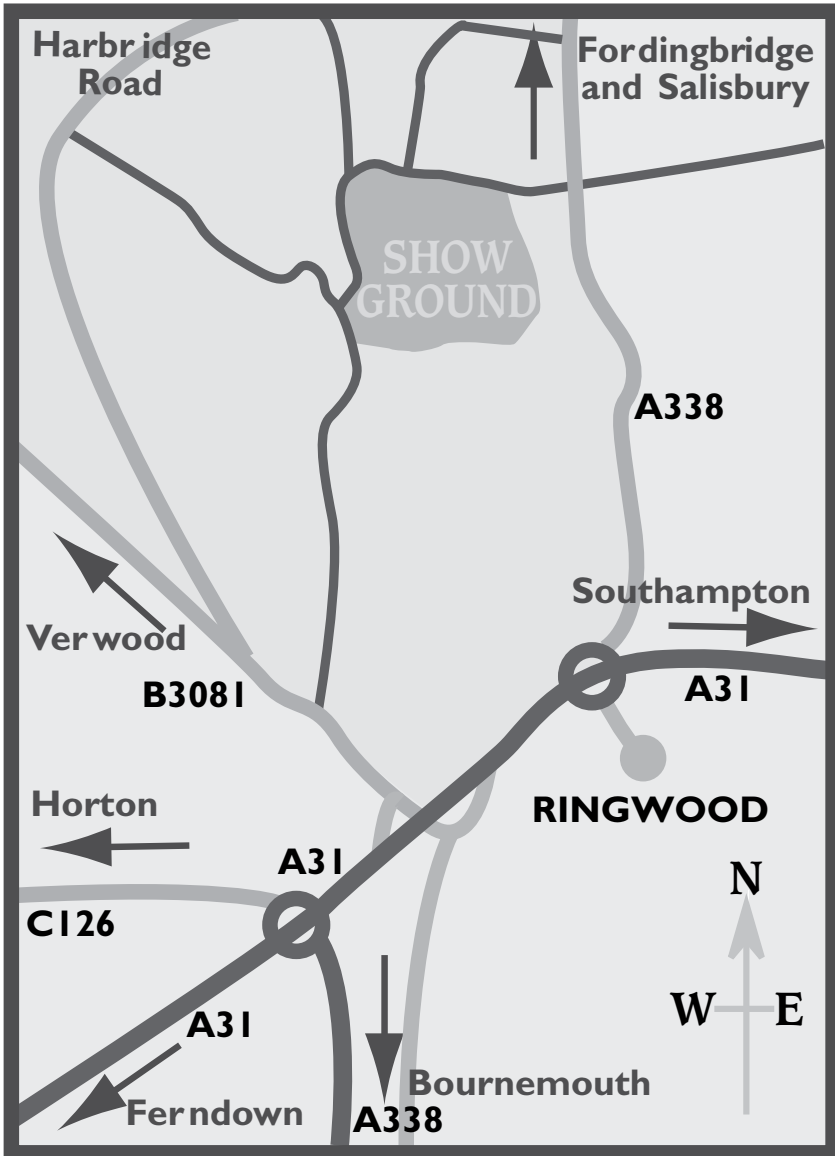 Harbridge
Road
Fordingbridge
and Salisbury
SHOW
GROUND
A338
Southampton
Verwood
B3081
A31
Horton
RINGWOOD
A31
N
C126
W E
A31
Bournemouth
Ferndown
A338